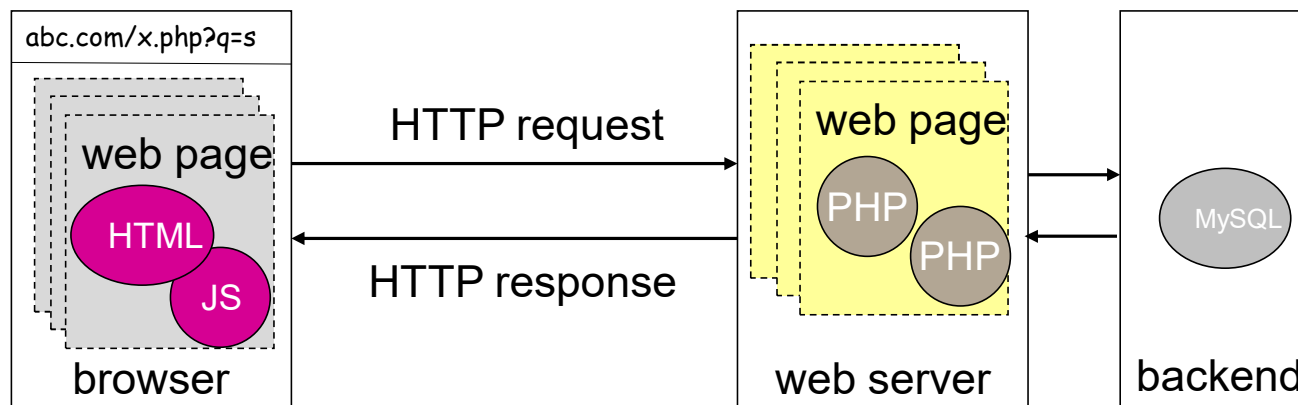 abc.com/x.php?q=s
web page
HTML
JS
browser
HTTP request
HTTP response
web page
PHP
PHP
web server
MySQL
backend